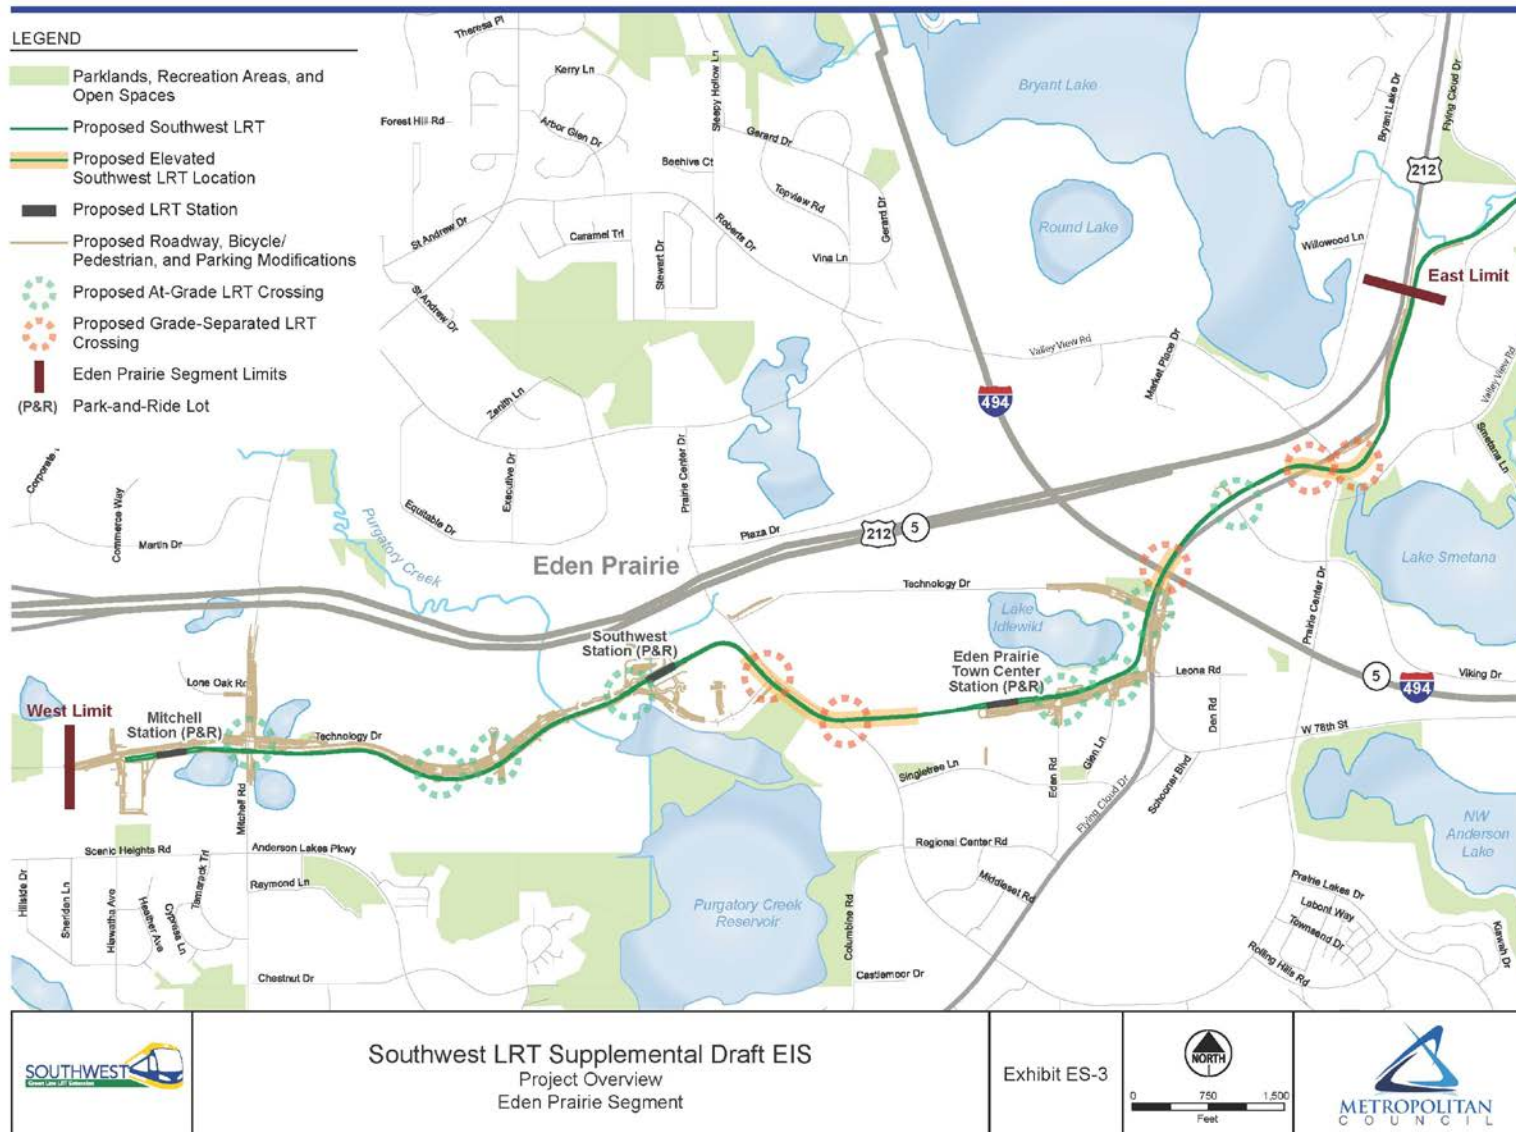 LEGEND
Parklands, Recreation Areas, and
Open Spaces
Proposed Southwest LRT
Proposed Elevated
Southwest LRT Location
Proposed LRT Station
Proposed Roadway, Bicycle/
Pedestrian, and Parking Modifications
Proposed At-Grade LRT Crossing
Proposed Grade-Separated LRT
Crossing
Eden Prairie Segment Limits
(P&R) Park-and-Ride Lot
Theresa Pl
Kerry Ln
Forest Hill Rd
Arbor Glen Dr
Sleepy Hollow Ln
Beehive Ct
Gerard Dr
Topview Rd
Gerard Dr
Bryant Lake
Bryant Lake Dr
Flying Cloud Dr
212
St Andrew Dr
Caramel Trl
Stewart Dr
Roberts Dr
Vina Ln
Round Lake
Willowood Ln
East Limit
St Andrew Dr
Valley View Rd
Market Place Dr
Valley View Rd
494
Zenith Ln
Smetana Ln
Corporate
Commerce Way
Martin Dr
Purgatory Creek
Equitable Dr
Executive Dr
Prairie Center Dr
Plaza Dr
212
5
Eden Prairie
Lake Smetana
Technology Dr
Lake
Idlewild
Prairie Center Dr
Southwest
Station (P&R)
Eden Prairie
Town Center
Station (P&R)
Leona Rd
5
494
Viking Dr
Lone Oak Rd
West Limit
Mitchell
Station (P&R)
Technology Dr
Den Rd
W 78th St
Singletree Ln
Eden Rd
Glen Ln
Flying Cloud Dr
Schooner Blvd
Mitchell Rd
NW
Anderson
Lake
Scenic Heights Rd
Anderson Lakes Pkwy
Regional Center Rd
Raymond Ln
Middleset Rd
Prairie Lakes Dr
Labont Way
Townsend Dr
Rolling Hills Rd
Kiawah Dr
Hillside Dr
Sheridan Ln
Hiawatha Ave
Heather Ave
Cypress Ln
Tamarack Trl
Purgatory Creek
Reservoir
Columbine Rd
Castlemoor Dr
Chestnut Dr
SOUTHWEST
Green Line LRT Extension
Southwest LRT Supplemental Draft EIS
Project Overview
Eden Prairie Segment
Exhibit ES-3
NORTH
0 750 1,500
Feet
METROPOLITAN
COUNCIL